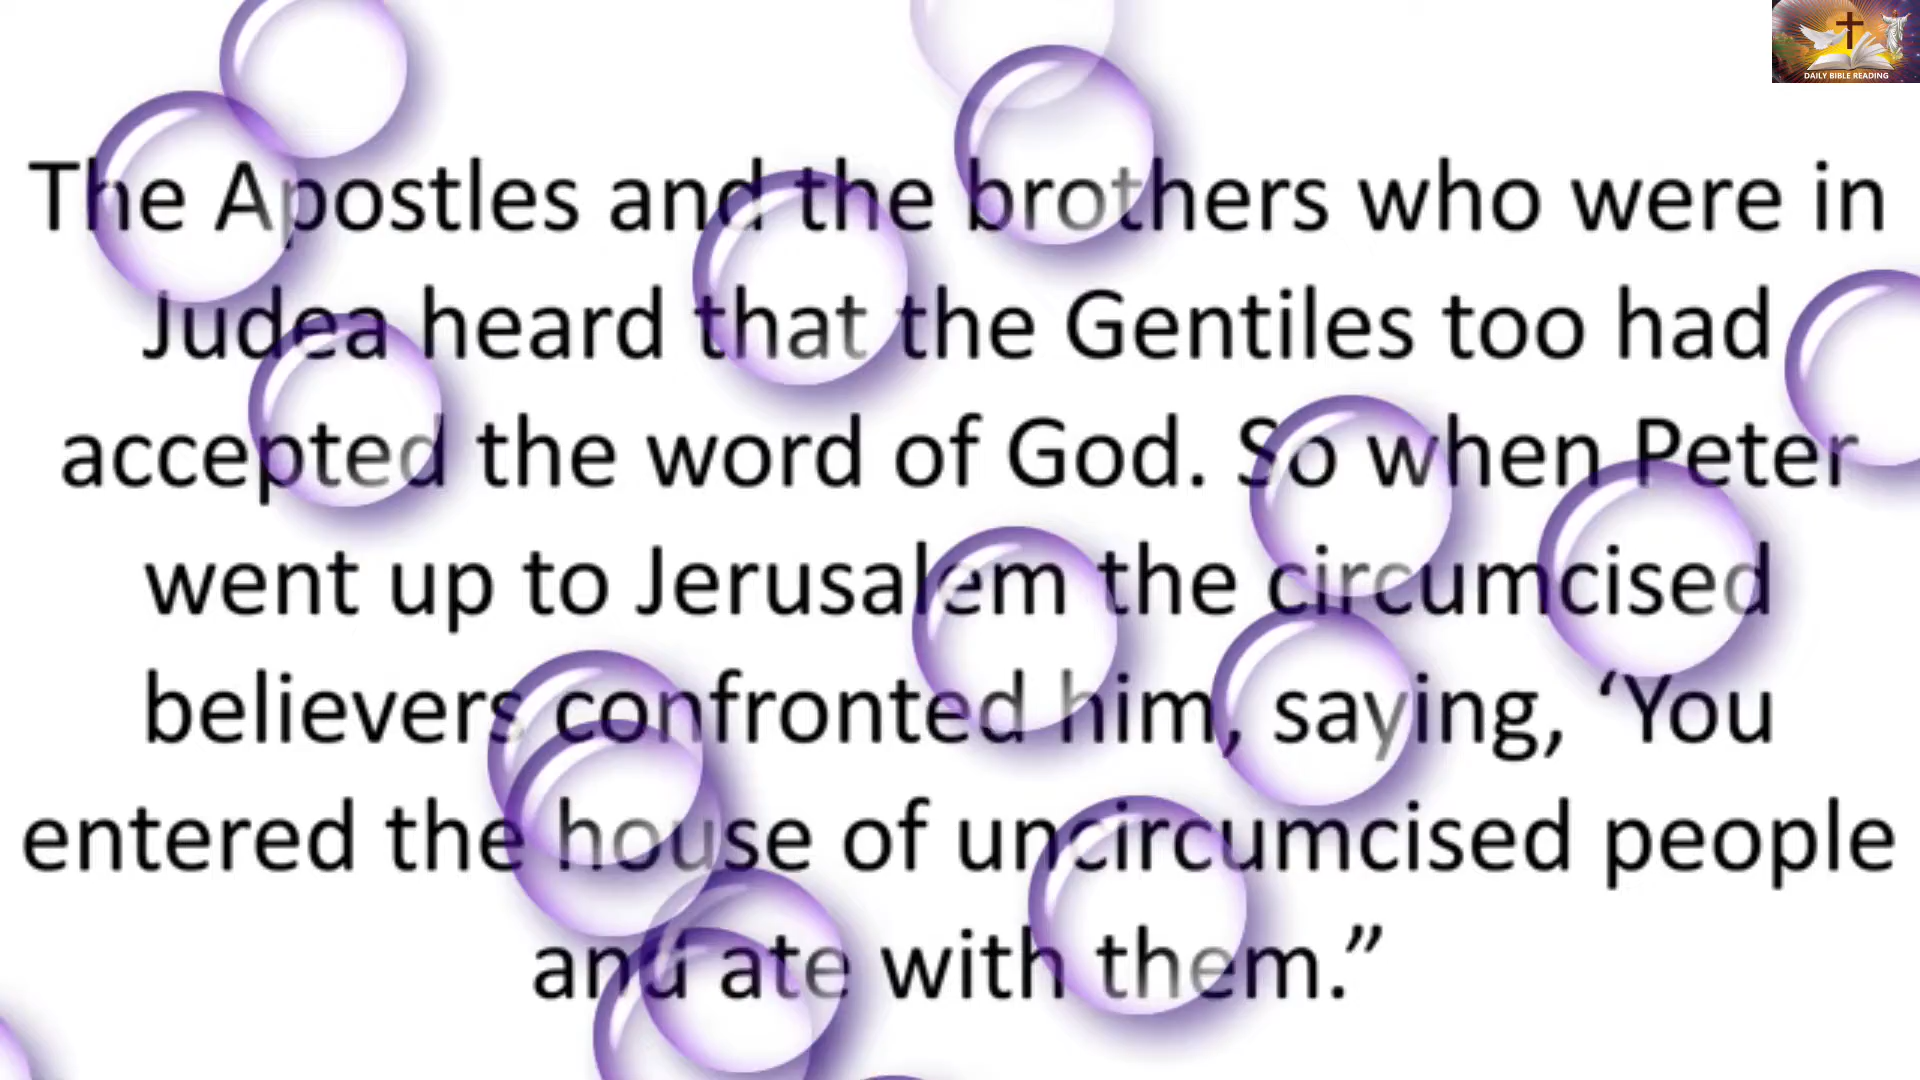 DAILY BIBLE READING
The Apostles and the brothers who were in
Judea heard that the Gentiles too had
accepted the word of God. So when Peter
went up to Jerusalem the circumcised
believers confronted him, saying, ‘You
entered the house of uncircumcised people
and ate with them.”